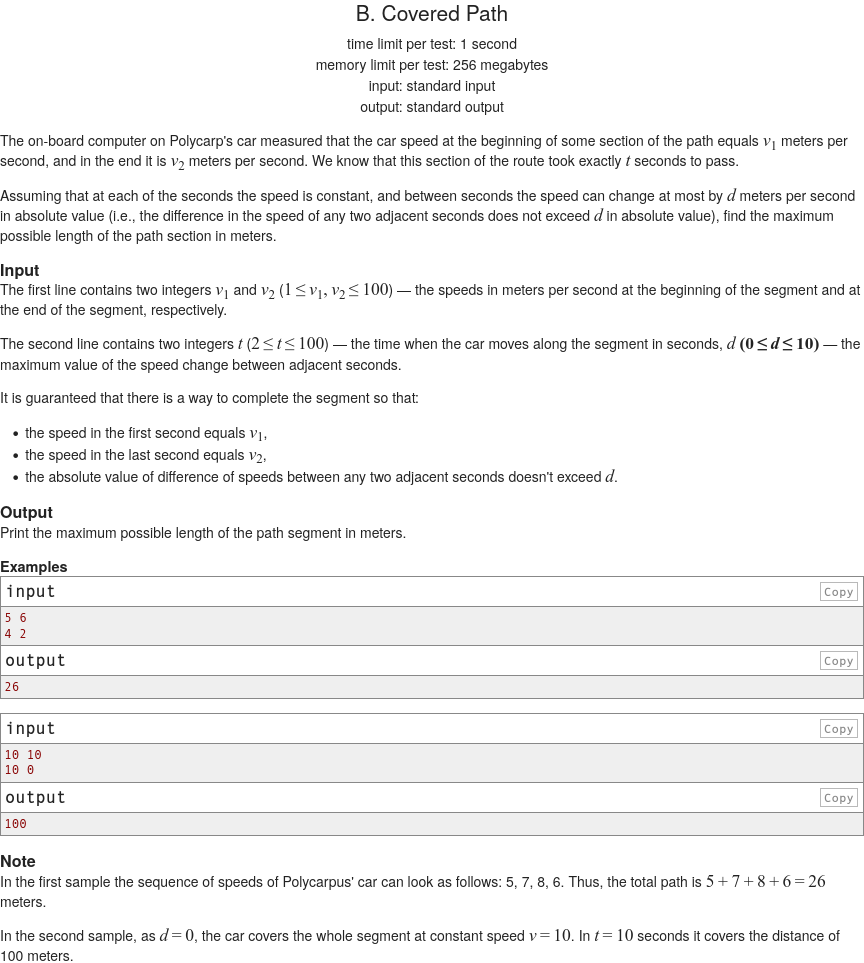 B. Covered Path
time limit per test: 1 second
memory limit per test: 256 megabytes
input: standard input
output: standard output
The on-board computer on Polycarp's car measured that the car speed at the beginning of some section of the path equals v1 meters per
second, and in the end it is v2 meters per second. We know that this section of the route took exactly t seconds to pass.
Assuming that at each of the seconds the speed is constant, and between seconds the speed can change at most by d meters per second
in absolute value (i.e., the difference in the speed of any two adjacent seconds does not exceed d in absolute value), find the maximum
possible length of the path section in meters.
Input
The first line contains two integers v1 and v2 (1 ≤ v1, v2 ≤ 100) — the speeds in meters per second at the beginning of the segment and at
the end of the segment, respectively.
The second line contains two integers t (2 ≤ t ≤ 100) — the time when the car moves along the segment in seconds, d (0 ≤ d ≤ 10) — the
maximum value of the speed change between adjacent seconds.
It is guaranteed that there is a way to complete the segment so that:
• the speed in the first second equals v1,
• the speed in the last second equals v2,
• the absolute value of difference of speeds between any two adjacent seconds doesn't exceed d.
Output
Print the maximum possible length of the path segment in meters.
Examples
input Copy
5 6
4 2
output Copy
26
input Copy
10 10
10 0
output Copy
100
Note
In the first sample the sequence of speeds of Polycarpus' car can look as follows: 5, 7, 8, 6. Thus, the total path is 5 + 7 + 8 + 6 = 26
meters.
In the second sample, as d = 0, the car covers the whole segment at constant speed v = 10. In t = 10 seconds it covers the distance of
100 meters.